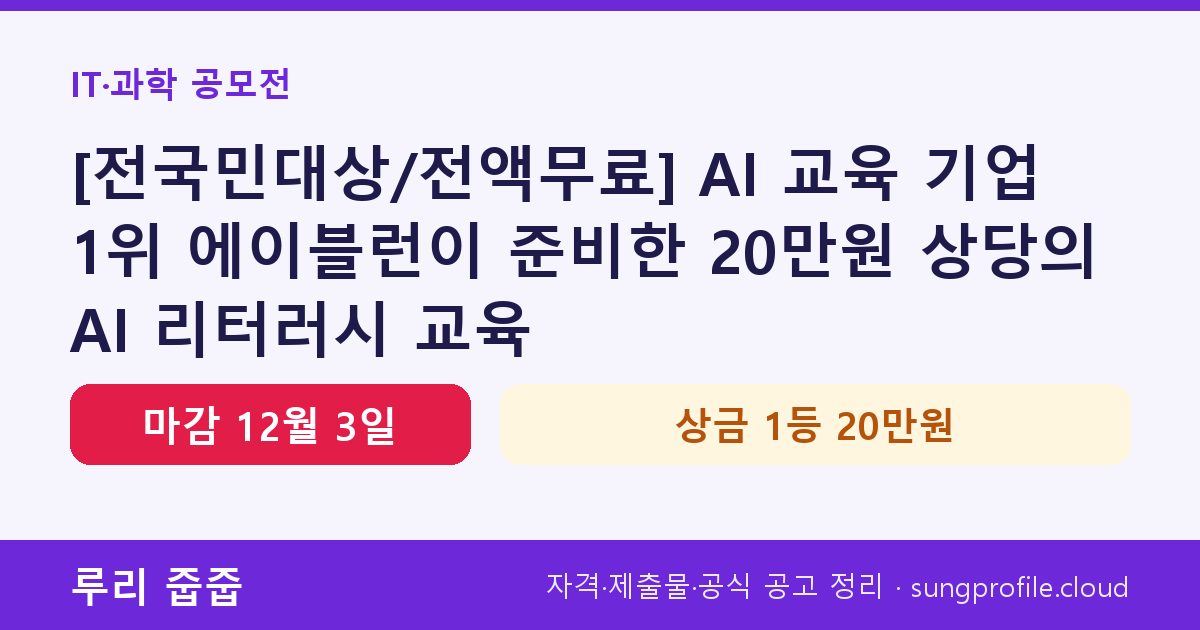 IT·과학 공모전
[전국민대상/전액무료] AI 교육 기업
1위 에이블런이 준비한 20만원 상당의
AI 리터러시 교육
마감 12월 3일
상금 1등 20만원
루리 줍줍
자격·제출물·공식 공고 정리 · sungprofile.cloud